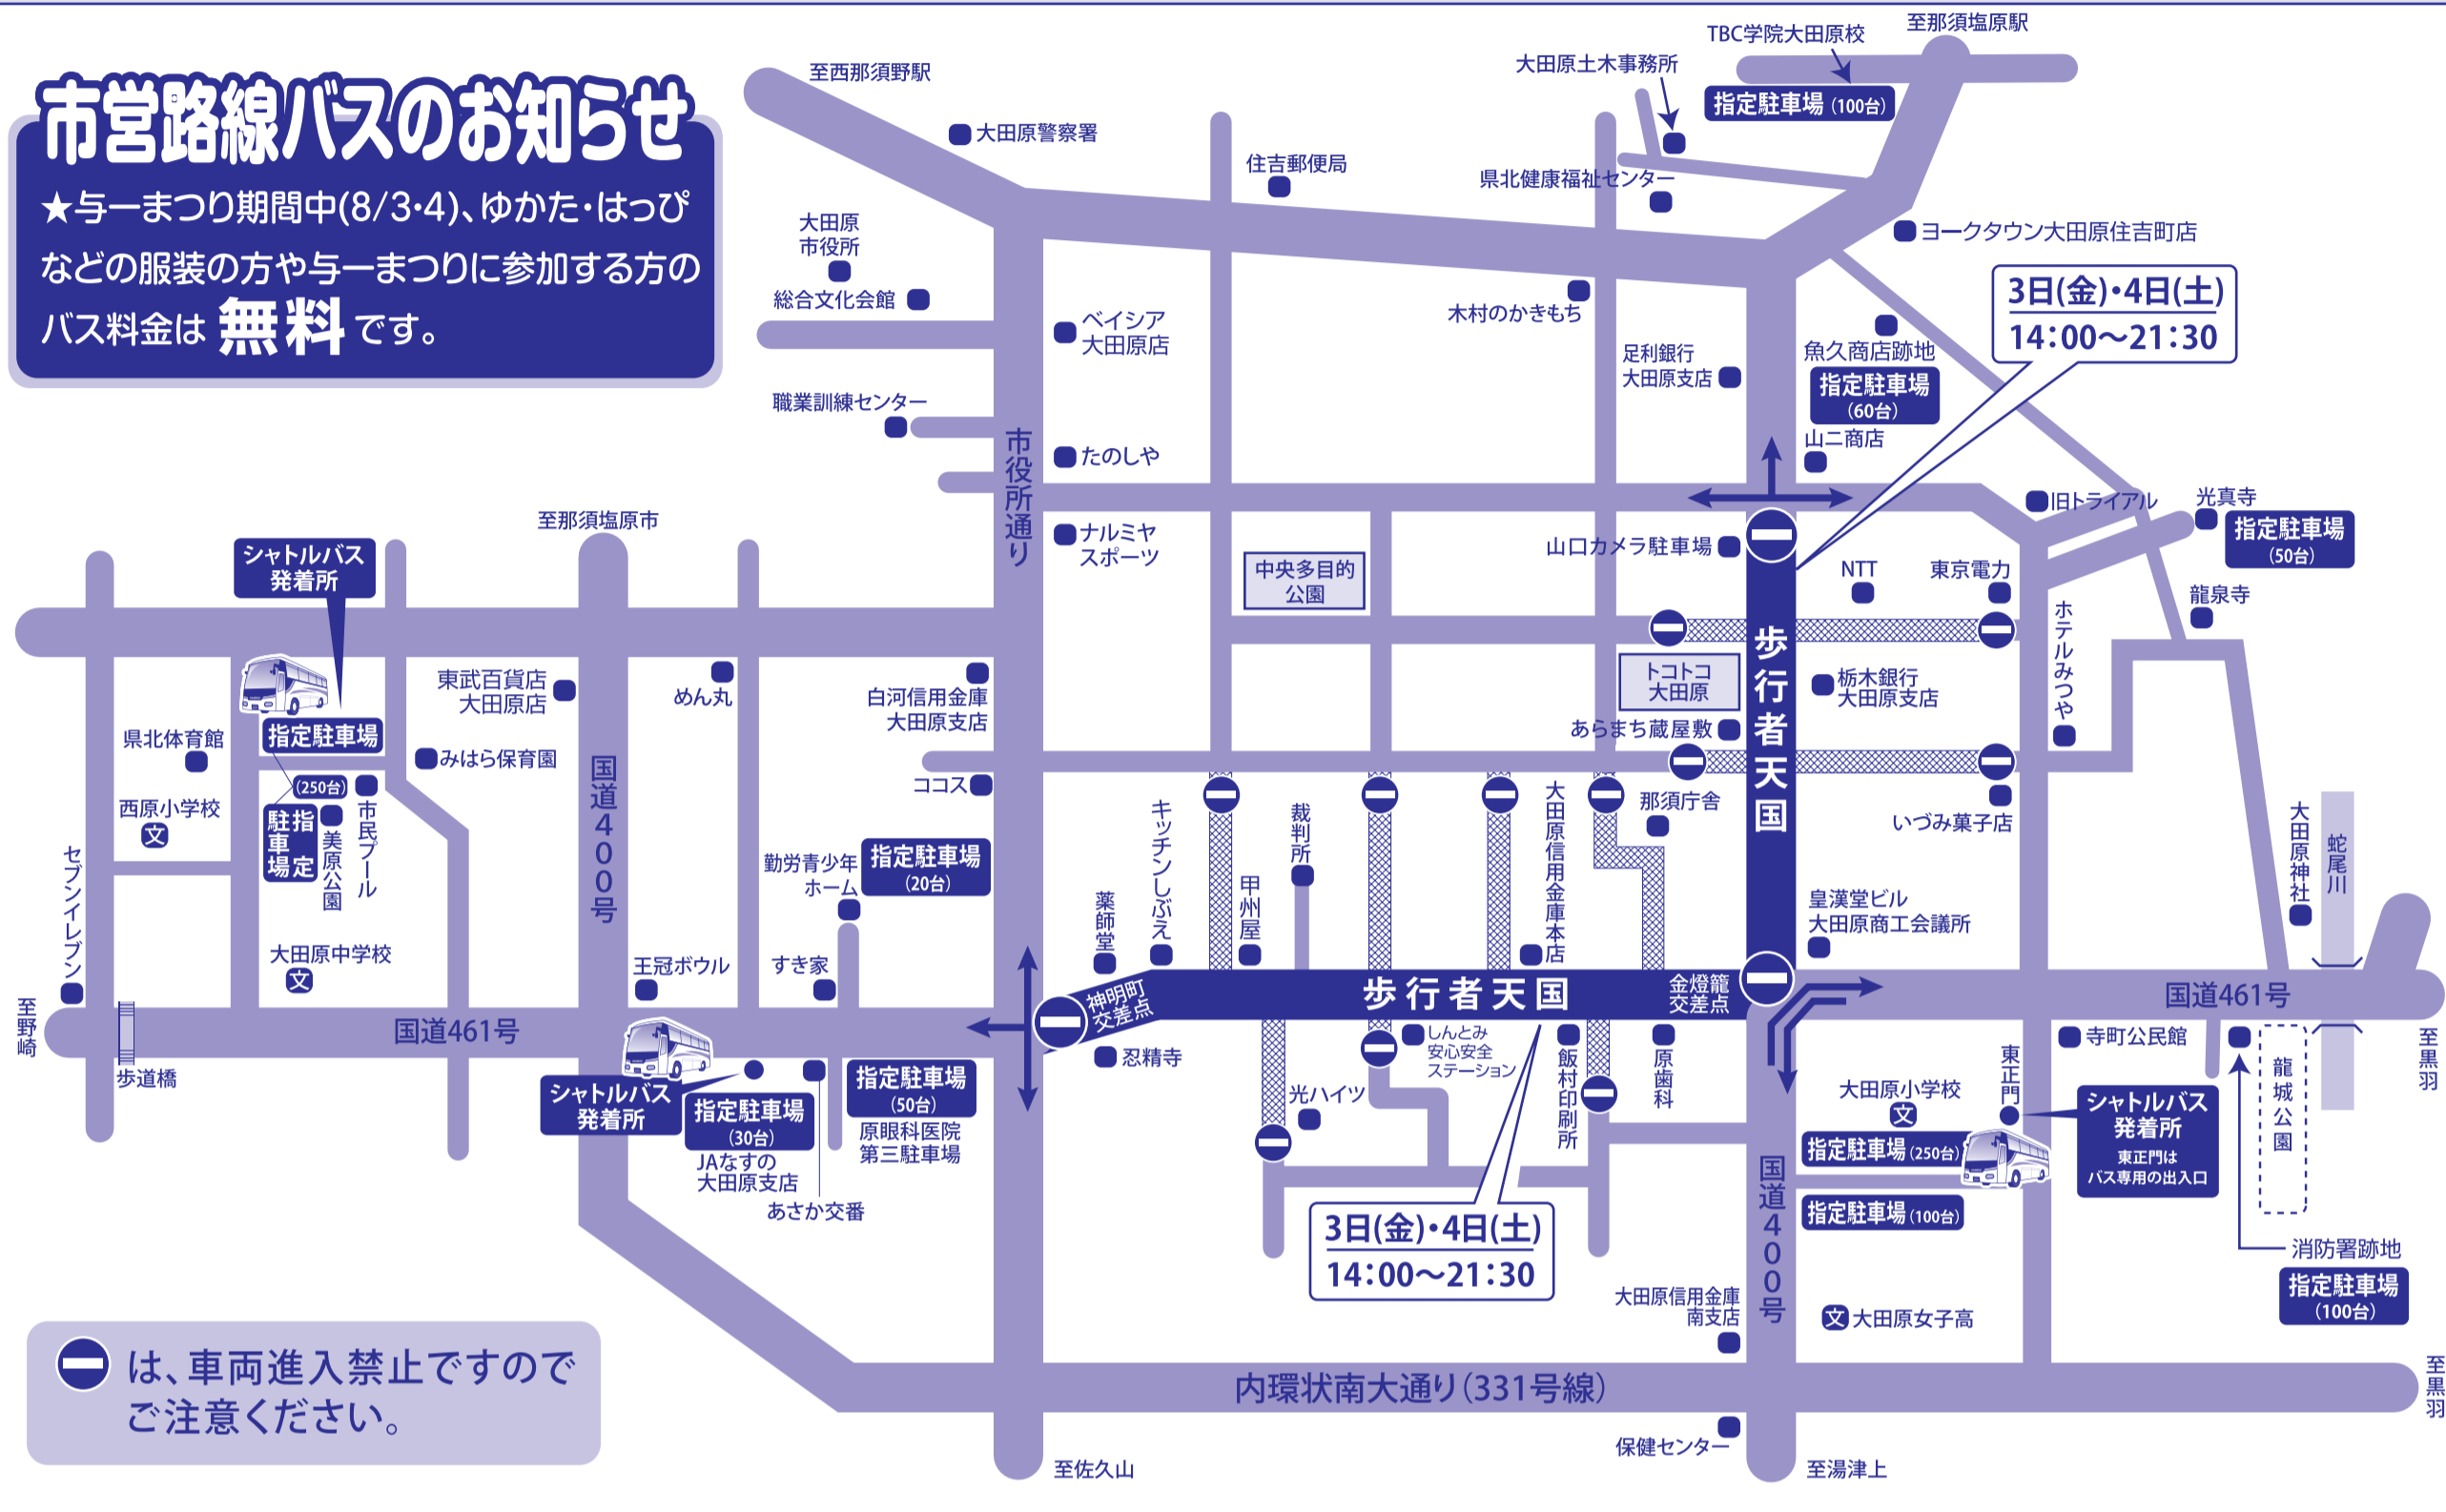 市営路線バスのお知らせ
★与一まつり期間中(8/3・4)、ゆかた・はっぴ
などの服装の方や与一まつりに参加する方の
バス料金は 無料 です。
至西那須野駅
大田原警察署
大田原
市役所
総合文化会館
職業訓練センター
ベイシア
大田原店
たのしや
ナルミヤ
スポーツ
市役所通り
住吉郵便局
大田原土木事務所
TBC学院大田原校
指定駐車場(100台)
至那須塩原駅
県北健康福祉センター
ヨークタウン大田原住吉町店
木村のかきもち
足利銀行
大田原支店
魚久商店跡地
指定駐車場
(60台)
山二商店
3日(金)・4日(土)
14:00〜21:30
旧トライアル
光真寺
指定駐車場
(50台)
龍泉寺
山口カメラ駐車場
中央多目的
公園
トコトコ
大田原
あらまち蔵屋敷
NTT
東京電力
ホテルみつや
栃木銀行
大田原支店
歩行者天国
いづみ菓子店
那須庁舎
至那須塩原市
シャトルバス
発着所
指定駐車場
(250台)
指定
駐車場
県北体育館
西原小学校
文
市民プール
美原公園
みはら保育園
東武百貨店
大田原店
めん丸
白河信用金庫
大田原支店
ココス
国道400号
セブンイレブン
大田原中学校
文
勤労青少年
ホーム
指定駐車場
(20台)
王冠ボウル
すき家
薬師堂
キッチンしぶえ
甲州屋
裁判所
大田原信用金庫本店
皇漢堂ビル
大田原商工会議所
大田原神社
蛇尾川
至野崎
歩道橋
国道461号
神明町
交差点
歩行者天国
金燈籠
交差点
国道461号
至黒羽
シャトルバス
発着所
指定駐車場
(30台)
JAなすの
大田原支店
あさか交番
指定駐車場
(50台)
原眼科医院
第三駐車場
忍精寺
光ハイツ
しんとみ
安心安全
ステーション
飯村印刷所
原歯科
3日(金)・4日(土)
14:00〜21:30
国道400号
大田原小学校
文
指定駐車場(250台)
指定駐車場(100台)
東正門
寺町公民館
シャトルバス
発着所
東正門は
バス専用の出入口
龍城公園
消防署跡地
指定駐車場
(100台)
大田原信用金庫
南支店
文大田原女子高
内環状南大通り(331号線)
至黒羽
保健センター
至佐久山
至湯津上
は、車両進入禁止ですので
ご注意ください。